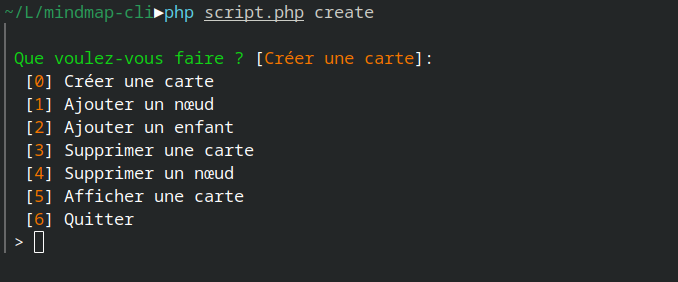 ~/L/mindmap-cli▶php script.php create
Que voulez-vous faire ? [Créer une carte]:
[0] Créer une carte
[1] Ajouter un nœud
[2] Ajouter un enfant
[3] Supprimer une carte
[4] Supprimer un nœud
[5] Afficher une carte
[6] Quitter
>